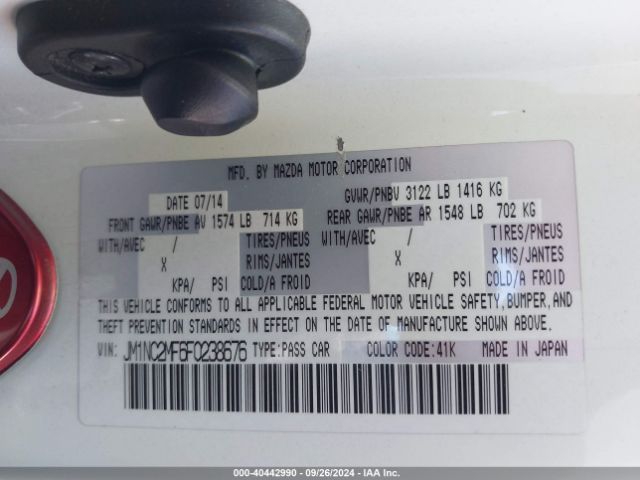 MFD. BY MAZDA MOTOR CORPORATION
DATE 07/14 GVWR/PNBV 3122 LB 1416 KG
FRONT GAWR/PNBE AV 1574 LB 714 KG REAR GAWR/PNBE AR 1548 LB 702 KG
WITH/AVEC / TIRES/PNEUS WITH/AVEC / TIRES/PNEUS
X RIMS/JANTES X RIMS/JANTES
KPA/ PSI COLD/A FROID KPA/ PSI COLD/A FROID
THIS VEHICLE CONFORMS TO ALL APPLICABLE FEDERAL MOTOR VEHICLE SAFETY, BUMPER, AND
THEFT PREVENTION STANDARDS IN EFFECT ON THE DATE OF MANUFACTURE SHOWN ABOVE.
VIN: JM1NC2MF6F0238676 TYPE:PASS CAR COLOR CODE:41K MADE IN JAPAN
000-40442990 - 09/26/2024 - IAAI.COM